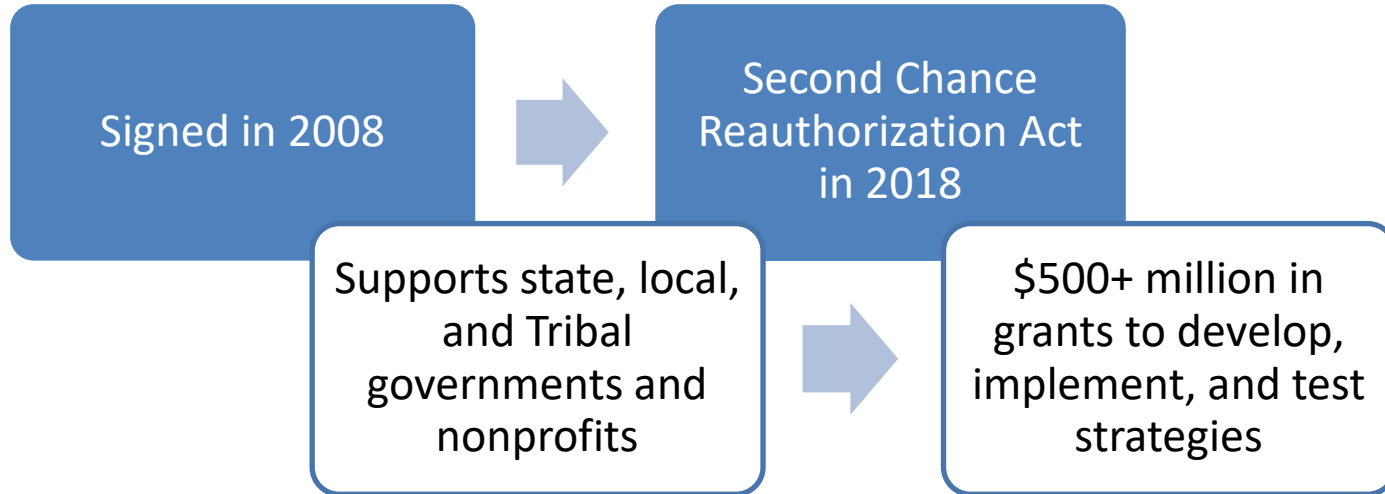 Signed in 2008
Second Chance
Reauthorization Act
in 2018
Supports state, local,
and Tribal
governments and
nonprofits
$500+ million in
grants to develop,
implement, and test
strategies